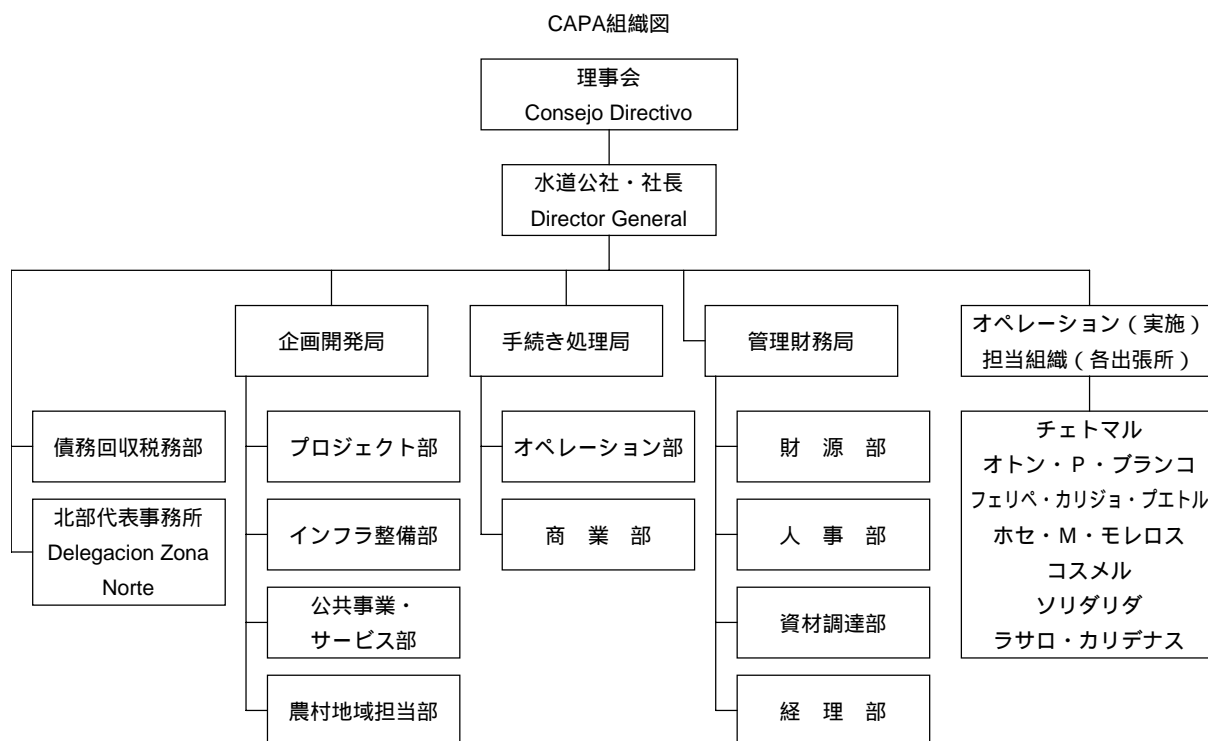 CAPA組織図
理事会
Consejo Directivo
水道公社・社長
Director General
企画開発局
手続き処理局
管理財務局
オペレーション(実施)
担当組織(各出張所)
債務回収税務部
北部代表事務所
Delegacion Zona
Norte
プロジェクト部
インフラ整備部
公共事業・
サービス部
農村地域担当部
オペレーション部
商 業 部
財 源 部
人 事 部
資材調達部
経 理 部
チェトマル
オトン・P・ブランコ
フェリペ・カリジョ・プエトル
ホセ・M・モレロス
コスメル
ソリダリダ
ラサロ・カリデナス